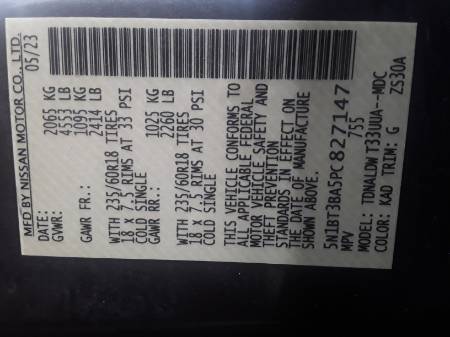 MFD BY NISSAN MOTOR CO., LTD.
DATE: 05/23
GVWR: 2065 KG
4553 LB
GAWR FR.: 1095 KG
2414 LB
WITH 235/60R18 TIRES
18 X 7.5 RIMS AT 33 PSI
COLD SINGLE
GAWR RR.: 1025 KG
2260 LB
WITH 235/60R18 TIRES
18 X 7.5 RIMS AT 30 PSI
COLD SINGLE
THIS VEHICLE CONFORMS TO
ALL APPLICABLE FEDERAL
MOTOR VEHICLE SAFETY AND
THEFT PREVENTION
STANDARDS IN EFFECT ON
THE DATE OF MANUFACTURE
SHOWN ABOVE.
5N1BT3BA5PC827147
MPV 755
MODEL: TDNALDW T33UUA--MDC
COLOR: KAD TRIM: G ZS30A